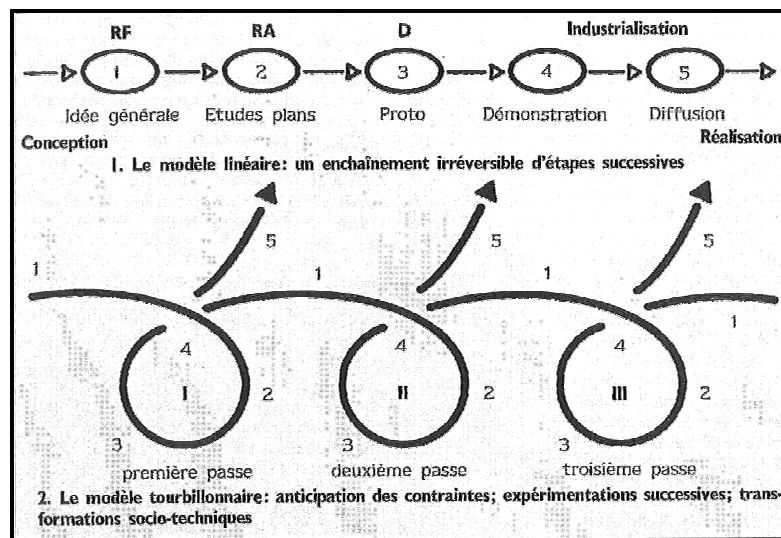 RF RA D Industrialisation
1 2 3 4 5
Idée générale Etudes plans Proto Démonstration Diffusion
Conception Réalisation
1. Le modèle linéaire: un enchaînement irréversible d'étapes successives
5 5 5
1 1 1
1
4 4 4
I 2 II 2 III 2
3 3 3
première passe deuxième passe troisième passe
2. Le modèle tourbillonnaire: anticipation des contraintes; expérimentations successives; trans-
formations socio-techniques